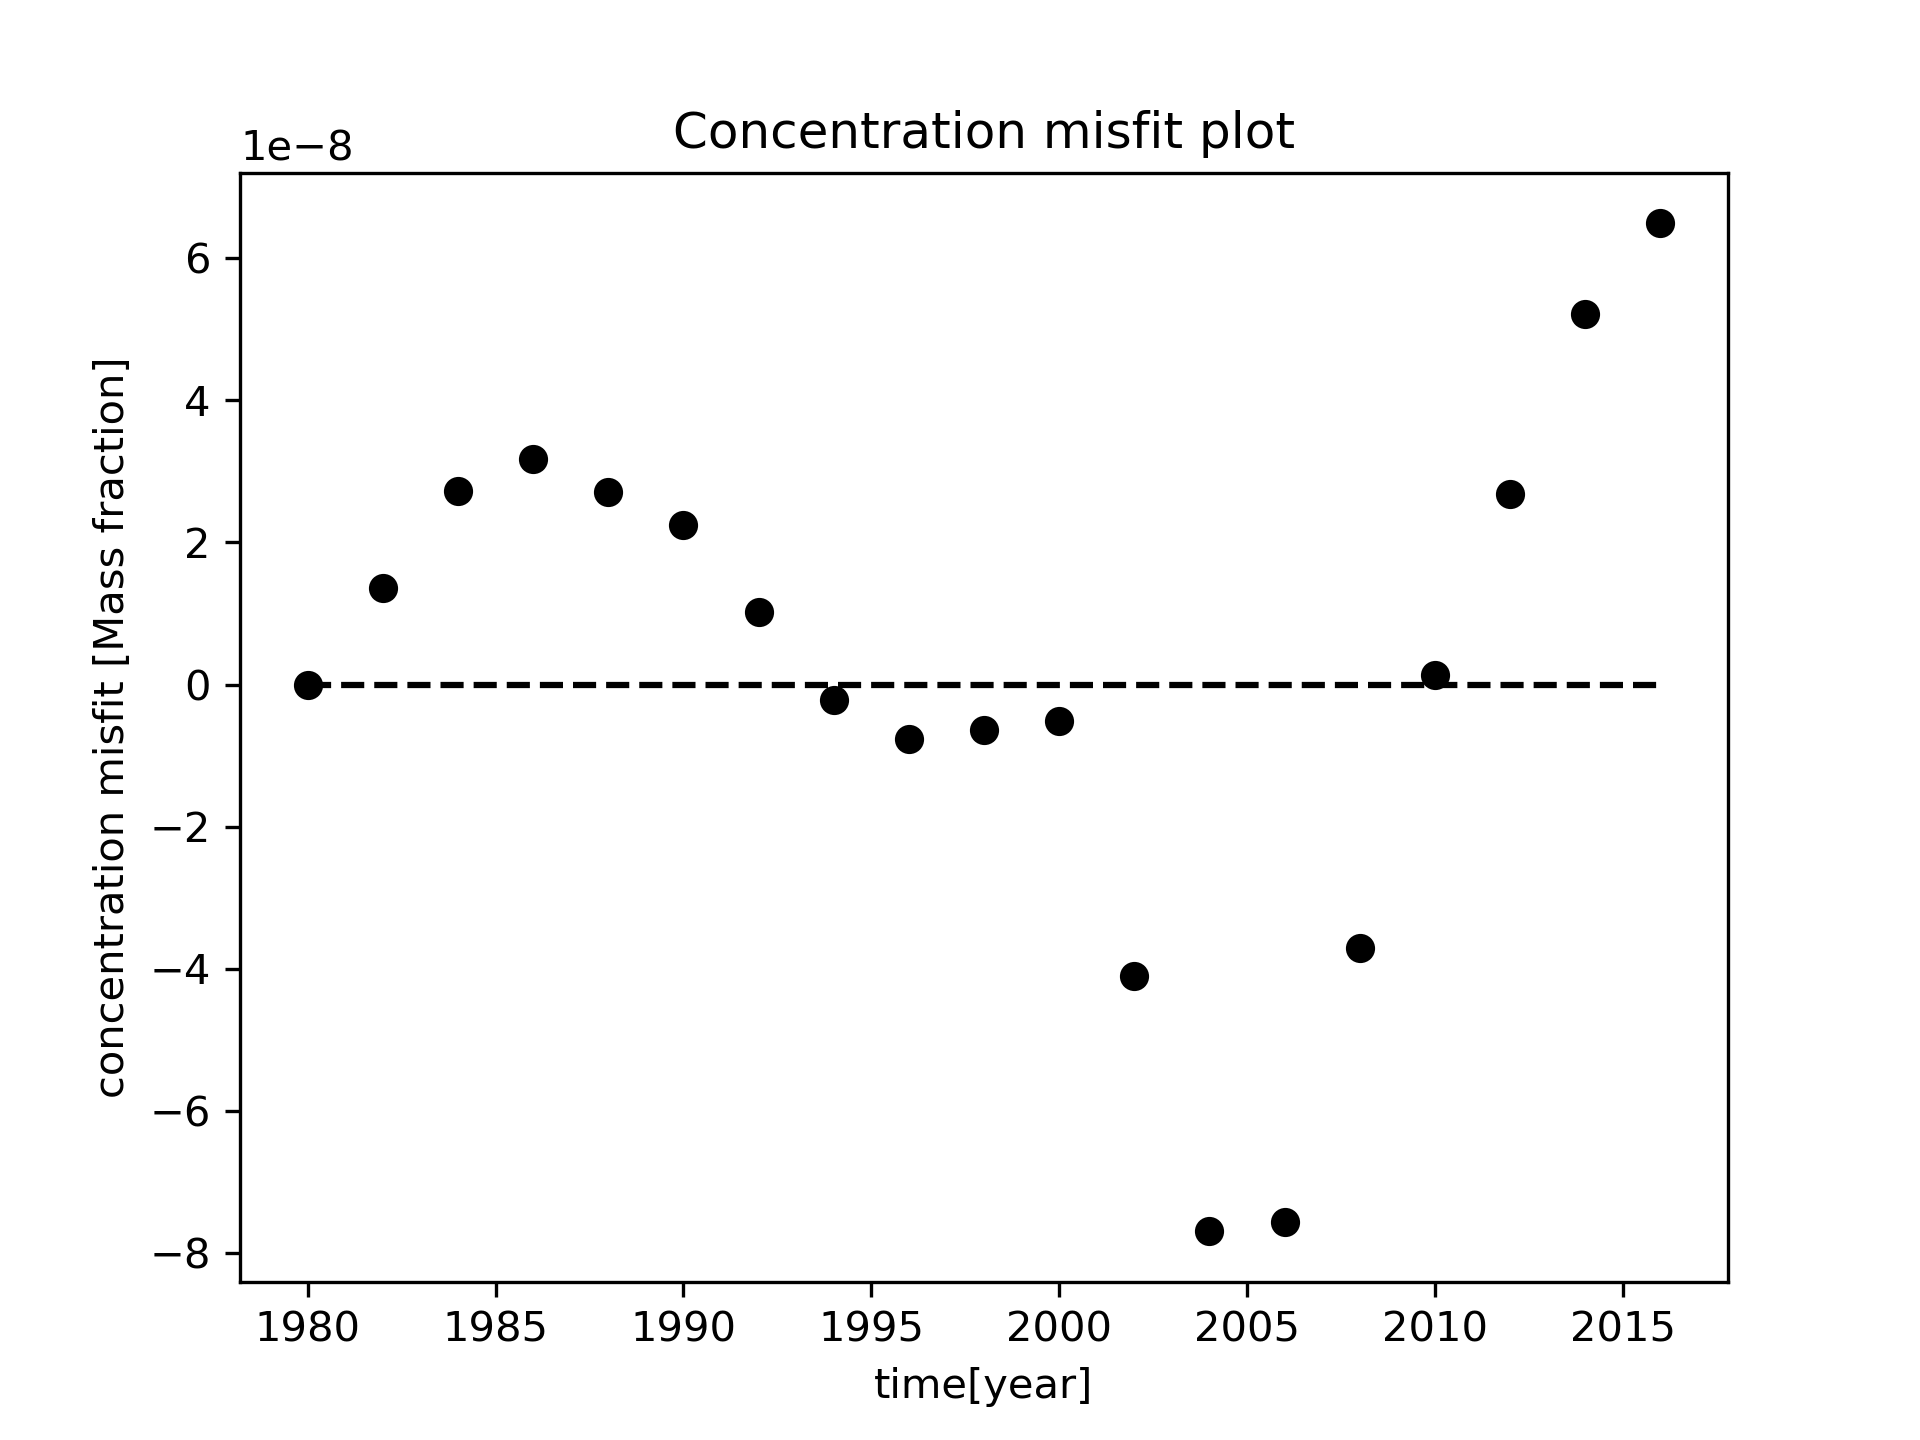 Concentration misfit plot
1e−8
6
4
2
0
−2
−4
−6
−8
concentration misfit [Mass fraction]
1980 1985 1990 1995 2000 2005 2010 2015
time[year]